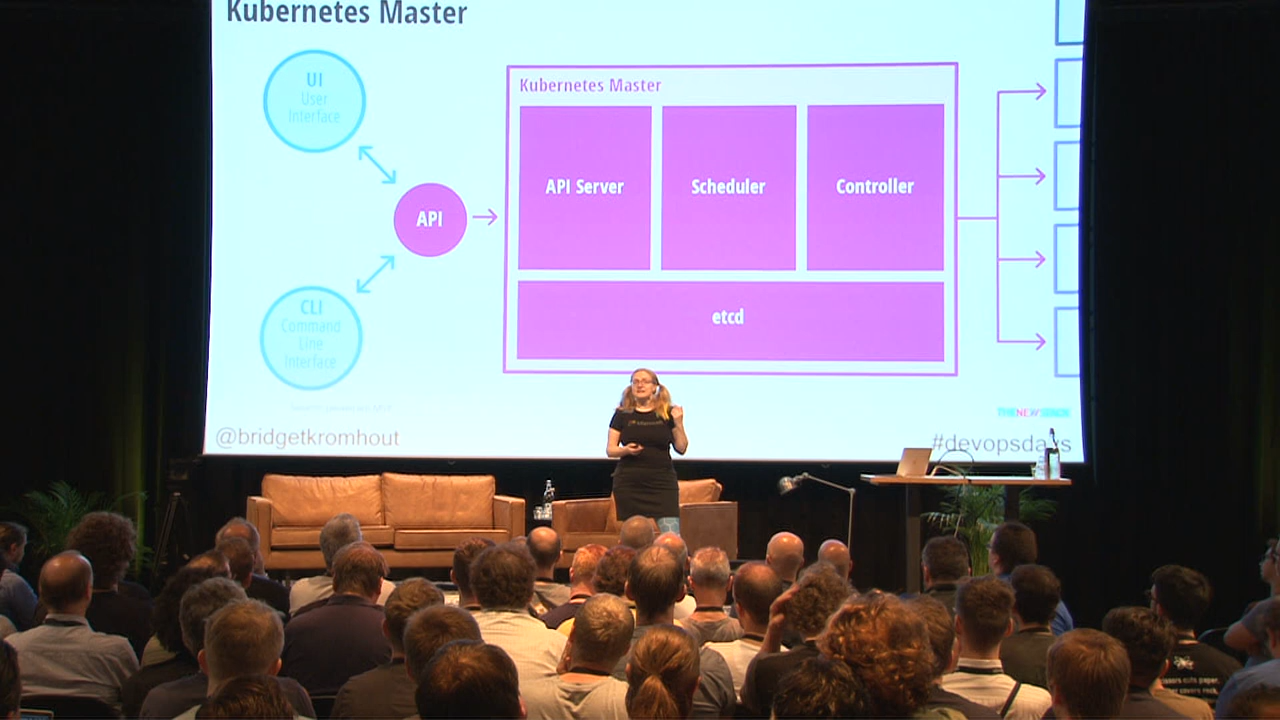 Kubernetes Master
UI
User
Interface
Kubernetes Master
API Server
Scheduler
Controller
API
etcd
CLI
Command
Line
Interface
THENEWSTACK
@bridgetkromhout
#devopsdays